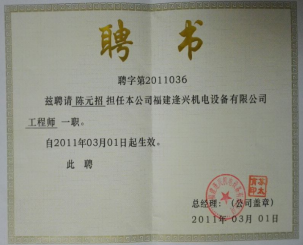 聘书
聘字第2011036
兹聘请 陈元招 担任本公司福建逢兴机电设备有限公司
工程师 一职。
自2011年03月01日起生效。
此 聘
总经理：（公司盖章）
2011年 03月 01日